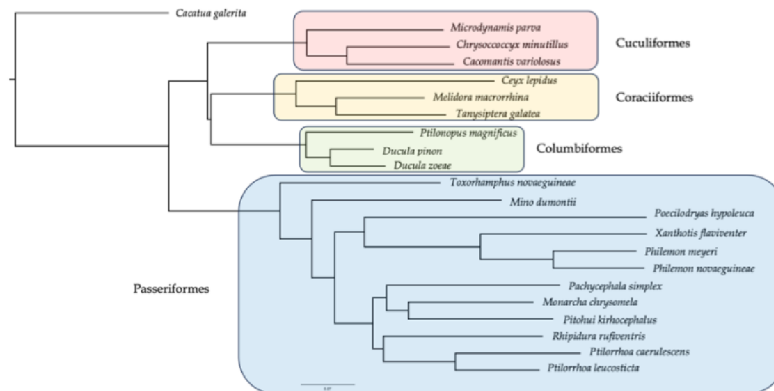 Cacatua galerita
Microdynamis parva
Chrysococcyx minutillus
Cacomantis variolosus
Cuculiformes
Ceyx lepidus
Melidora macrorrhina
Tanysiptera galatea
Coraciiformes
Ptilonopus magnificus
Ducula pinon
Ducula zoeae
Columbiformes
Toxorhamphus novaeguineae
Mino dumontii
Poecilodryas hypoleuca
Xanthotis flaviventer
Philemon meyeri
Philemon novaeguineae
Passeriformes
Pachycephala simplex
Monarcha chrysomela
Pitohui kirhocephalus
Rhipidura rufiventris
Ptilorrhoa caerulescens
Ptilorrhoa leucosticta